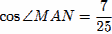 cos∠MAN = 7/25